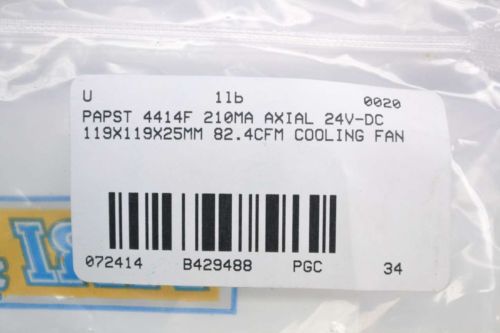 U 1lb 0020
PAPST 4414F 210MA AXIAL 24V-DC
119X119X25MM 82.4CFM COOLING FAN
072414 B429488 PGC 34